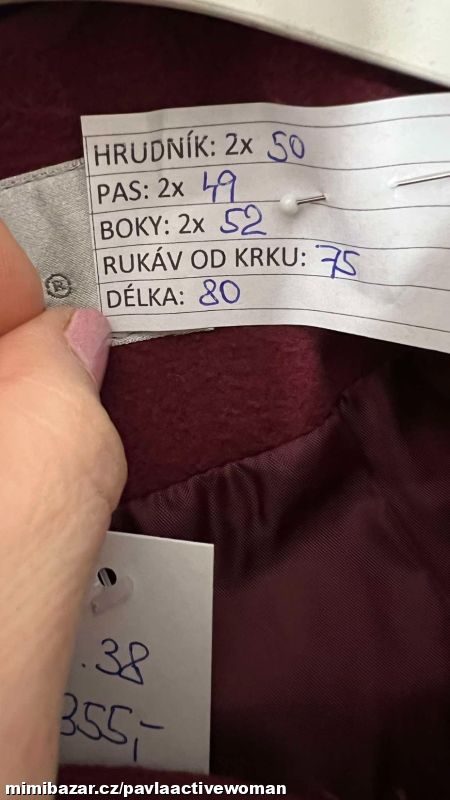 HRUDNÍK: 2x 50
PAS: 2x 49
BOKY: 2x 52
RUKÁV OD KRKU: 75
DÉLKA: 80
®
.38
355,-
mimibazar.cz/pavlaactivewoman